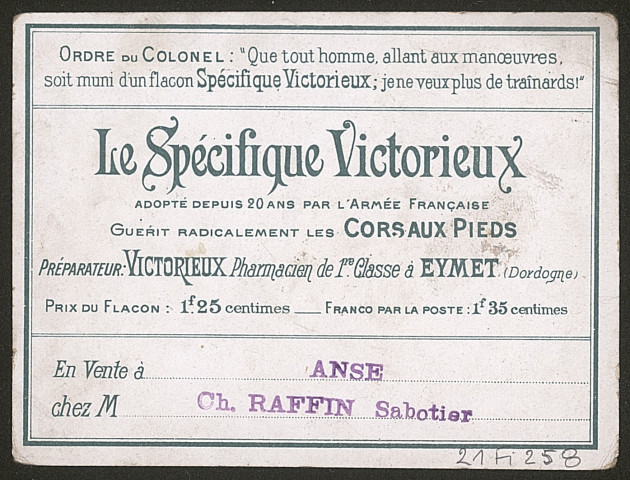 ORDRE DU COLONEL : "Que tout homme, allant aux manœuvres,
soit muni d'un flacon Spécifique Victorieux; je ne veux plus de traînards!"
Le Spécifique Victorieux
ADOPTÉ DEPUIS 20 ANS PAR L'ARMÉE FRANÇAISE
GUÉRIT RADICALEMENT LES CORS AUX PIEDS
PRÉPARATEUR: VICTORIEUX Pharmacien de 1re Classe à EYMET (Dordogne)
PRIX DU FLACON : 1f.25 centimes — FRANCO PAR LA POSTE : 1f 35 centimes
En Vente à ANSE
chez M Ch. RAFFIN Sabotier
21 Fi 258